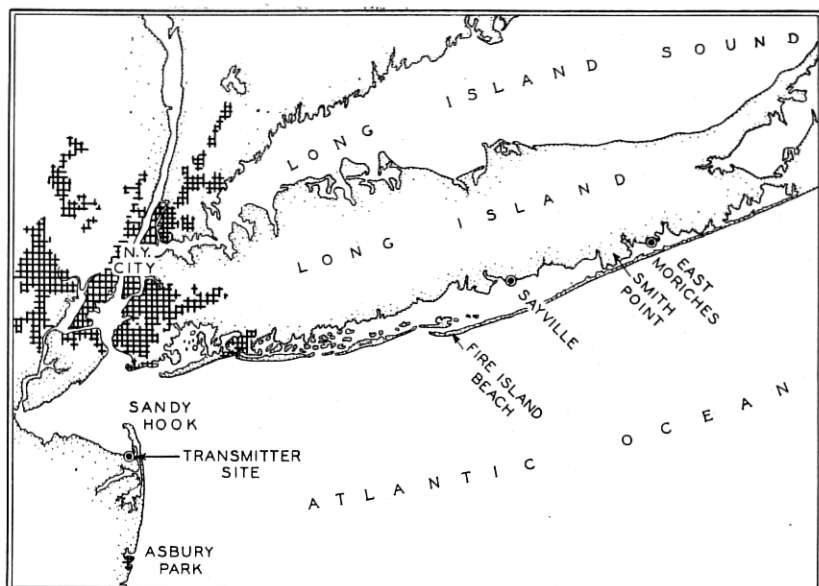 LONG ISLAND SOUND
LONG ISLAND
N.Y.
CITY
EAST
MORICHES
SMITH
POINT
SAYVILLE
FIRE ISLAND
BEACH
SANDY
HOOK
TRANSMITTER
SITE
ATLANTIC OCEAN
ASBURY
PARK